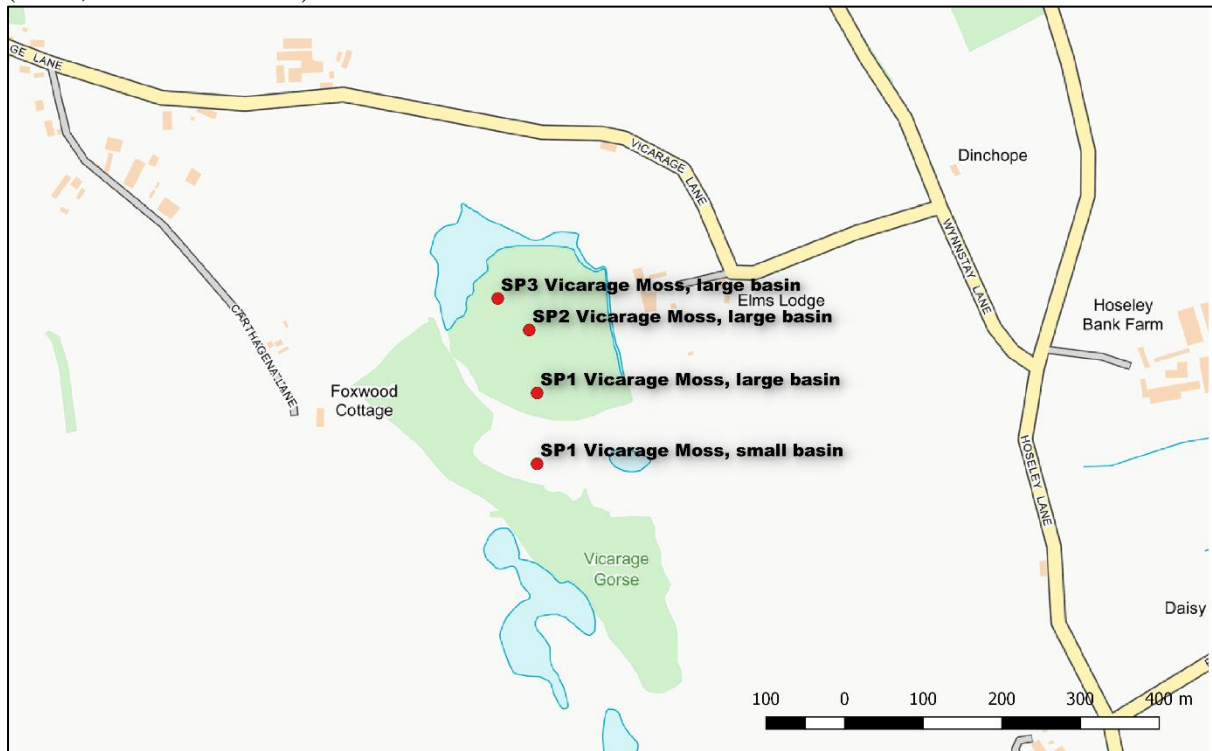 GE LANE
VICARAGE LANE
Dinchope
WYNNSTAY LANE
SP3 Vicarage Moss, large basin
Elms Lodge
SP2 Vicarage Moss, large basin
Hoseley
Bank Farm
CARTHAGENA LANE
Foxwood
Cottage
SP1 Vicarage Moss, large basin
SP1 Vicarage Moss, small basin
HOSELEY LANE
Vicarage
Gorse
Daisy
100 0 100 200 300 400 m